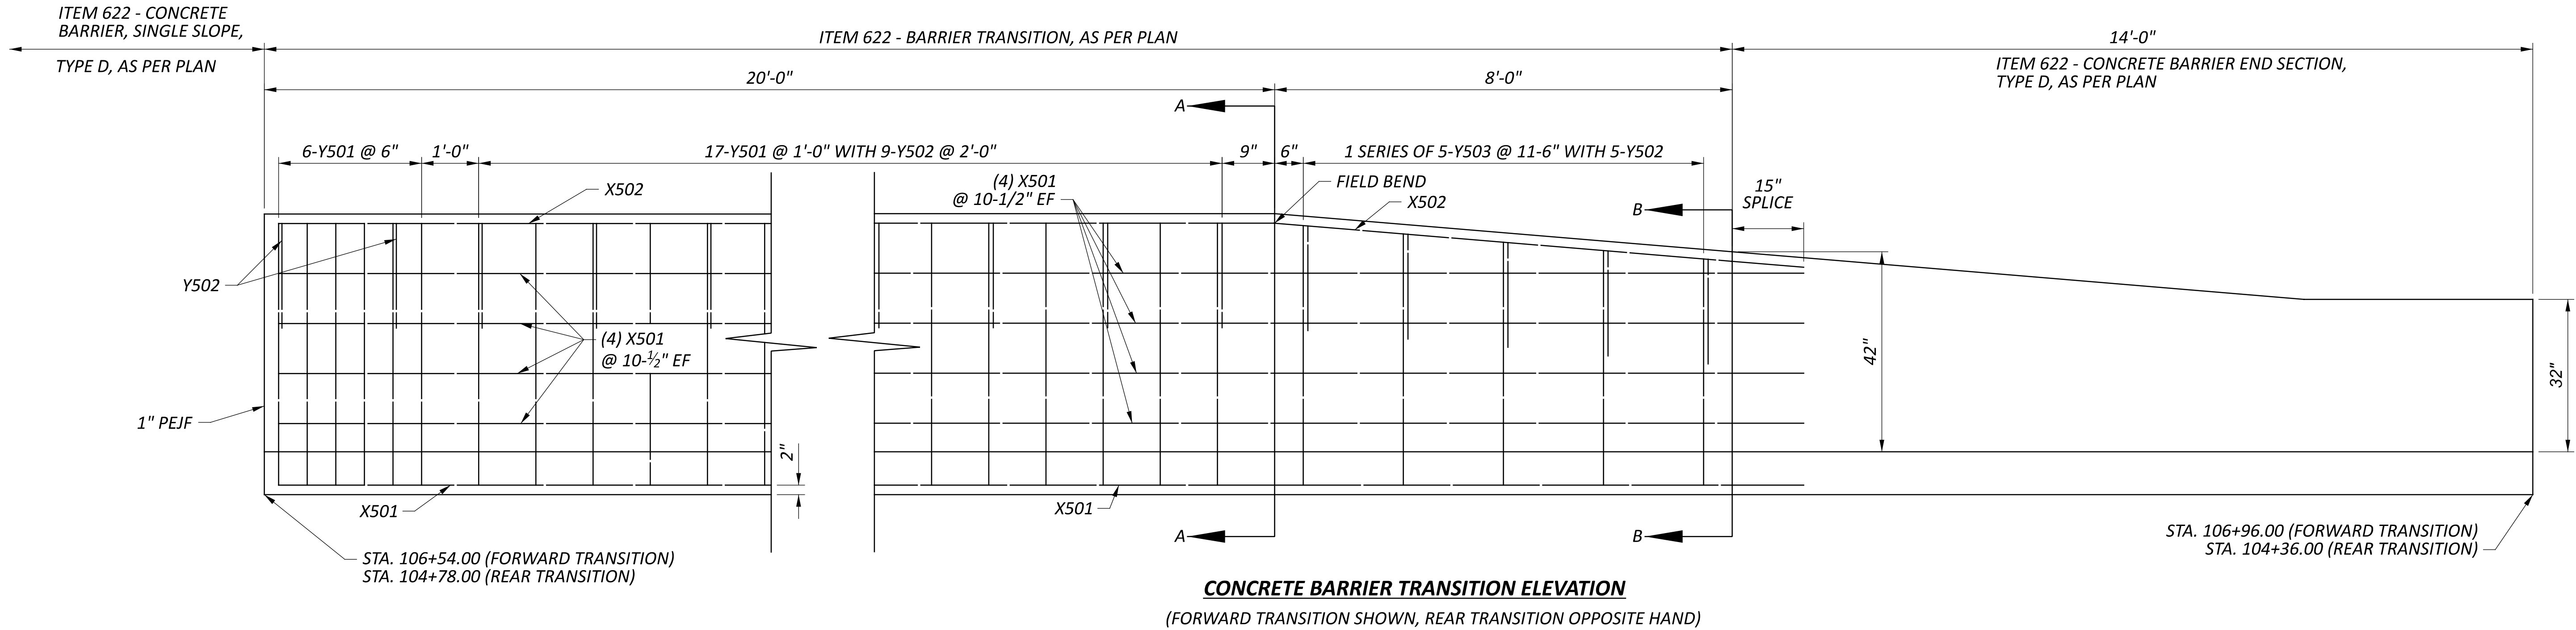 ITEM 622 - CONCRETE
BARRIER, SINGLE SLOPE,
TYPE D, AS PER PLAN
ITEM 622 - BARRIER TRANSITION, AS PER PLAN
14'-0"
ITEM 622 - CONCRETE BARRIER END SECTION,
TYPE D, AS PER PLAN
20'-0"
8'-0"
A
6-Y501 @ 6"
1'-0"
17-Y501 @ 1'-0" WITH 9-Y502 @ 2'-0"
9"
6"
1 SERIES OF 5-Y503 @ 11-6" WITH 5-Y502
X502
(4) X501
@ 10-1/2" EF
FIELD BEND
X502
15"
SPLICE
B
Y502
(4) X501
@ 10-½" EF
42"
32"
1" PEJF
2"
X501
X501
A
B
STA. 106+54.00 (FORWARD TRANSITION)
STA. 104+78.00 (REAR TRANSITION)
STA. 106+96.00 (FORWARD TRANSITION)
STA. 104+36.00 (REAR TRANSITION)
CONCRETE BARRIER TRANSITION ELEVATION
(FORWARD TRANSITION SHOWN, REAR TRANSITION OPPOSITE HAND)